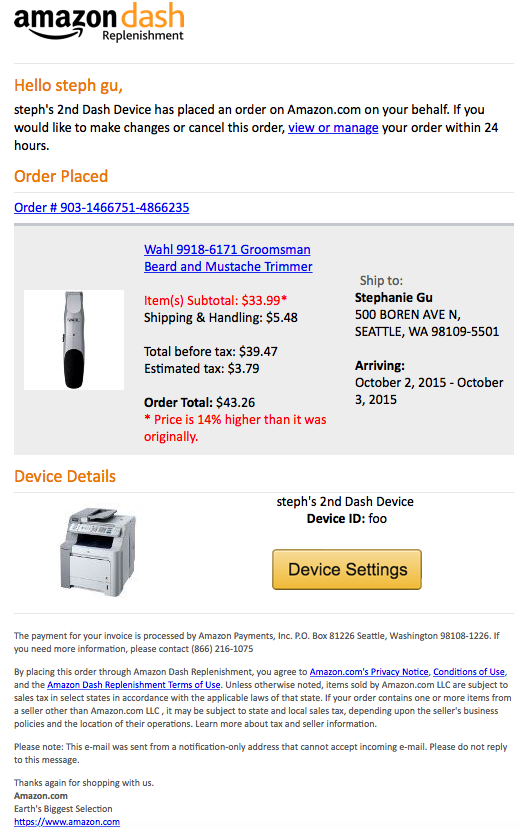 amazon dash
Replenishment
Hello steph gu,
steph's 2nd Dash Device has placed an order on Amazon.com on your behalf. If you
would like to make changes or cancel this order, view or manage your order within 24
hours.
Order Placed
Order # 903-1466751-4866235
Wahl 9918-6171 Groomsman
Beard and Mustache Trimmer
Item(s) Subtotal: $33.99*
Shipping & Handling: $5.48
Total before tax: $39.47
Estimated tax: $3.79
Order Total: $43.26
* Price is 14% higher than it was
originally.
Ship to:
Stephanie Gu
500 BOREN AVE N,
SEATTLE, WA 98109-5501
Arriving:
October 2, 2015 - October
3, 2015
Device Details
steph's 2nd Dash Device
Device ID: foo
Device Settings
The payment for your invoice is processed by Amazon Payments, Inc. P.O. Box 81226 Seattle, Washington 98108-1226. If
you need more information, please contact (866) 216-1075
By placing this order through Amazon Dash Replenishment, you agree to Amazon.com's Privacy Notice, Conditions of Use,
and the Amazon Dash Replenishment Terms of Use. Unless otherwise noted, items sold by Amazon.com LLC are subject to
sales tax in select states in accordance with the applicable laws of that state. If your order contains one or more items from
a seller other than Amazon.com LLC , it may be subject to state and local sales tax, depending upon the seller's business
policies and the location of their operations. Learn more about tax and seller information.
Please note: This e-mail was sent from a notification-only address that cannot accept incoming e-mail. Please do not reply
to this message.
Thanks again for shopping with us.
Amazon.com
Earth's Biggest Selection
https://www.amazon.com